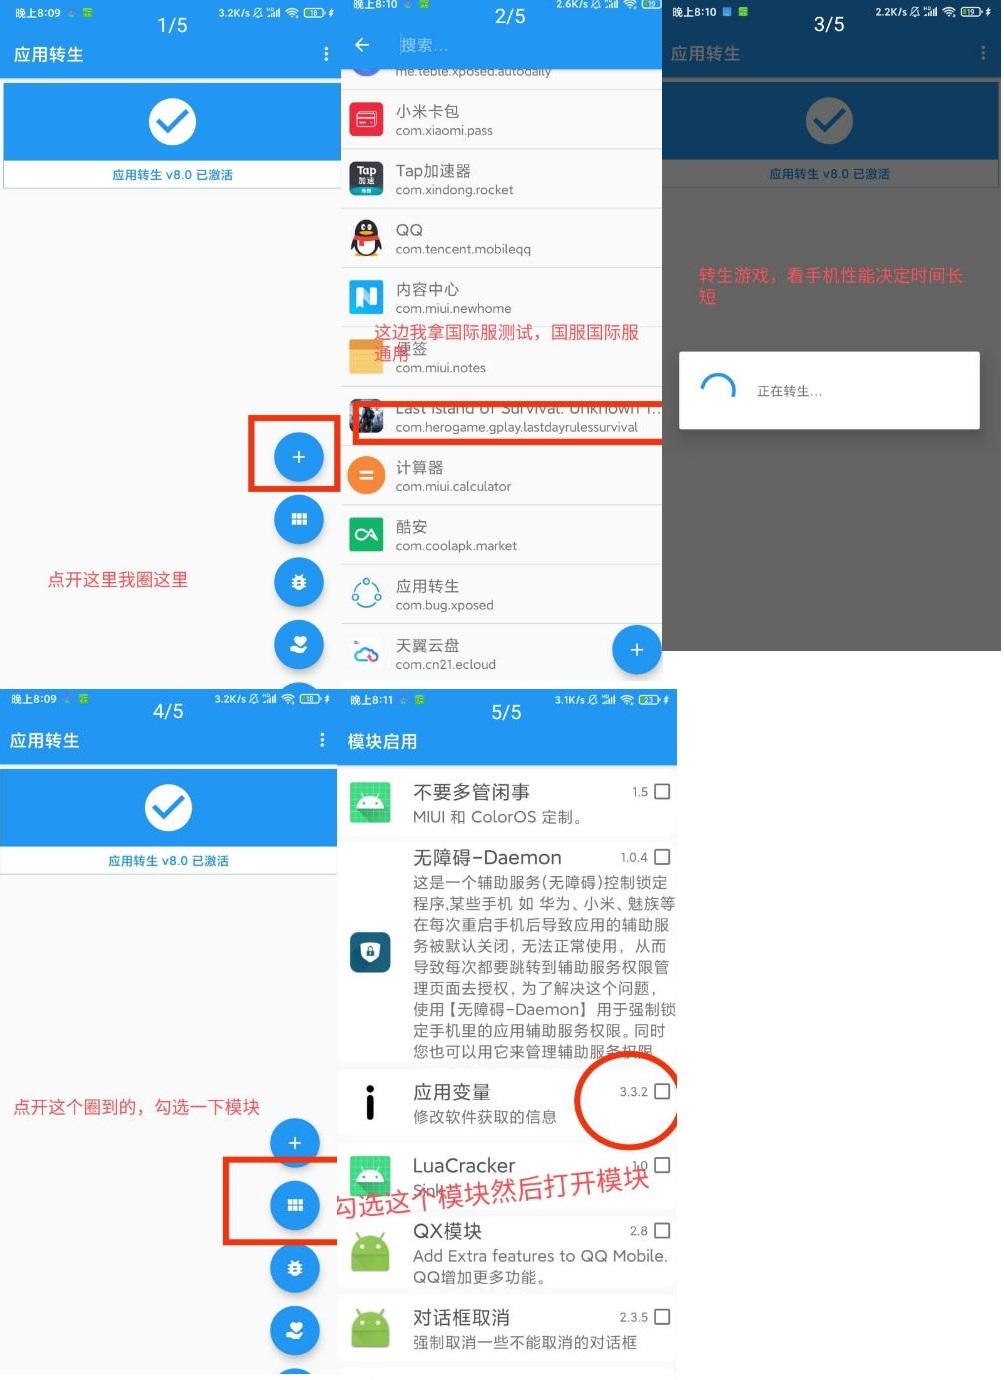 晚上8:09
3.2K/s
18
1/5
应用转生
应用转生 v8.0 已激活
点开这里我圈这里
晚上8:10
2.6K/s
19
2/5
搜索...
me.teble.xposed.autodaily
小米卡包
com.xiaomi.pass
Tap
加速
Tap加速器
com.xindong.rocket
QQ
com.tencent.mobileqq
内容中心
com.miui.newhome
这边我拿国际服测试，国服国际服
通用
便签
com.miui.notes
Last Island of Survival: Unknown 1...
com.herogame.gplay.lastdayrulessurvival
计算器
com.miui.calculator
酷安
com.coolapk.market
应用转生
com.bug.xposed
天翼云盘
com.cn21.ecloud
晚上8:10
2.2K/s
19
3/5
应用转生
应用转生 v8.0 已激活
转生游戏，看手机性能决定时间长
短
正在转生...
晚上8:09
3.2K/s
18
4/5
应用转生
应用转生 v8.0 已激活
点开这个圈到的，勾选一下模块
晚上8:11
3.1K/s
23
5/5
模块启用
不要多管闲事
1.5
MIUI 和 ColorOS 定制。
无障碍-Daemon
1.0.4
这是一个辅助服务(无障碍)控制锁定
程序,某些手机 如 华为、小米、魅族等
在每次重启手机后导致应用的辅助服
务被默认关闭, 无法正常使用， 从而
导致每次都要跳转到辅助服务权限管
理页面去授权, 为了解决这个问题,
使用【无障碍-Daemon】 用于强制锁
定手机里的应用辅助服务权限。同时
您也可以用它来管理辅助服务权限
应用变量
3.3.2
修改软件获取的信息
LuaCracker
1.0
勾选这个模块然后打开模块
QX模块
2.8
Add Extra features to QQ Mobile.
QQ增加更多功能。
对话框取消
2.3.5
强制取消一些不能取消的对话框